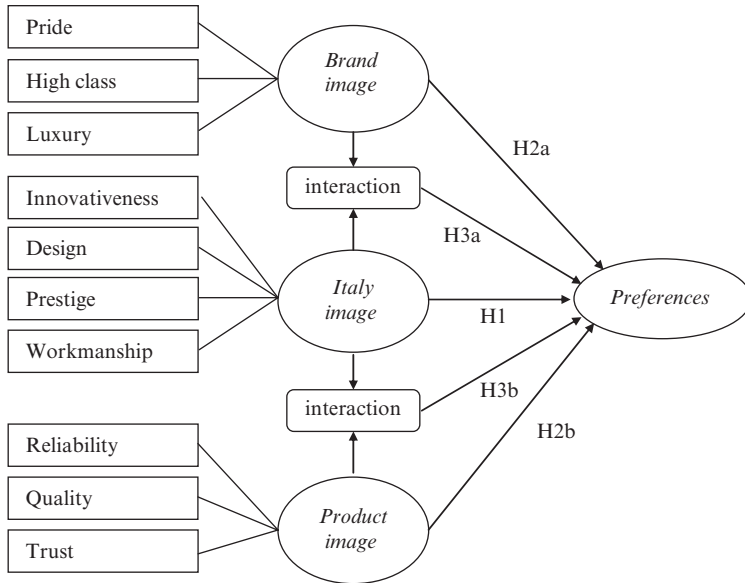 Pride
High class
Luxury
Innovativeness
Design
Prestige
Workmanship
Reliability
Quality
Trust
Brand
image
interaction
Italy
image
interaction
Product
image
H2a
H3a
H1
H3b
H2b
Preferences